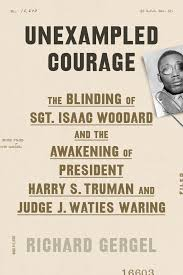 UNEXAMPLED
COURAGE
THE BLINDING OF
SGT. ISAAC WOODARD
AND THE
AWAKENING OF
PRESIDENT
HARRY S. TRUMAN AND
JUDGE J. WATIES WARING
RICHARD GERGEL
FILES
16603